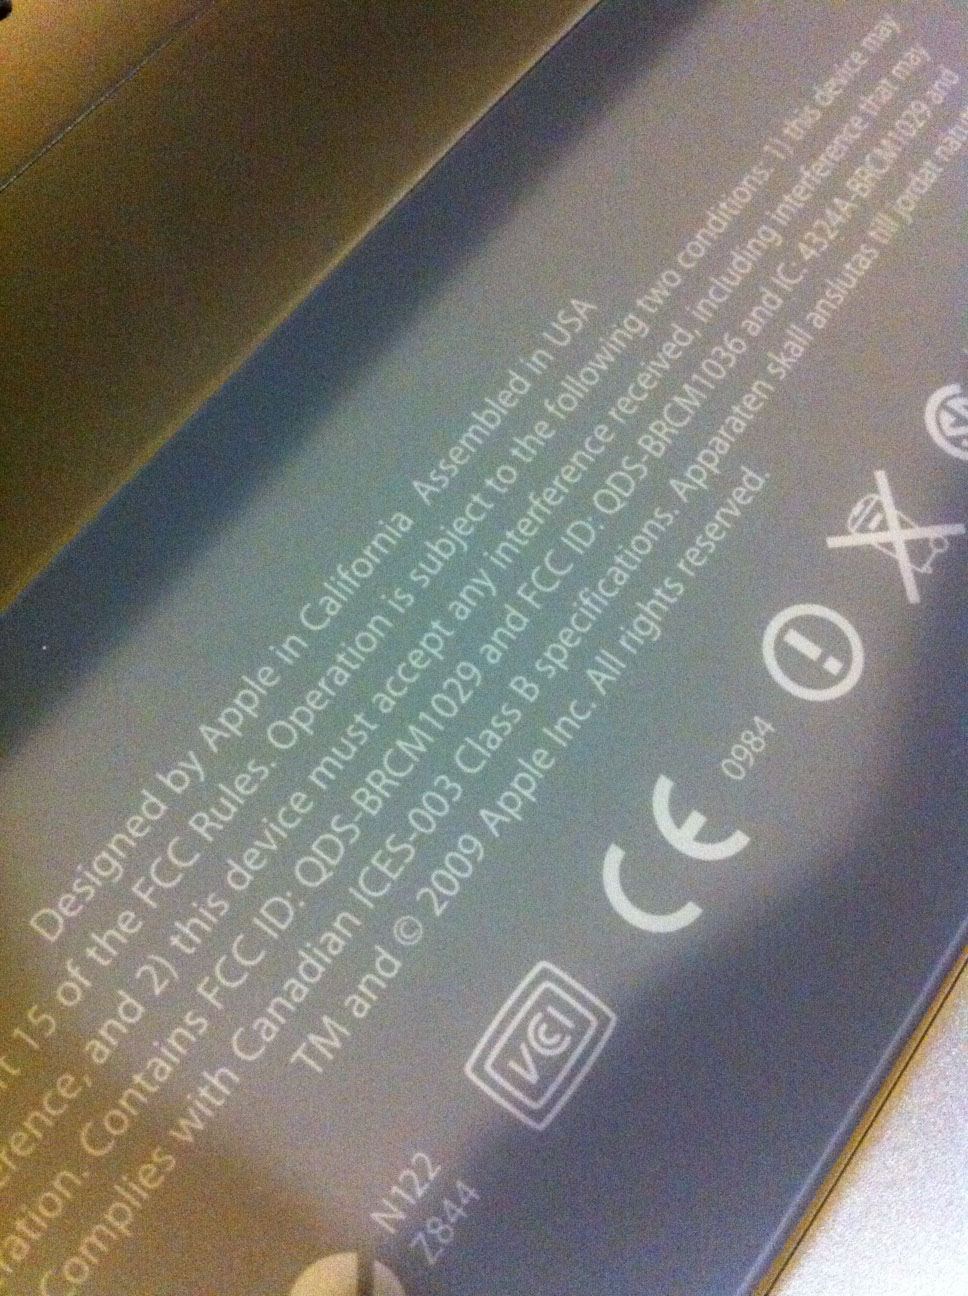 Designed by Apple in California Assembled in USA
15 of the FCC Rules. Operation is subject to the following two conditions: 1) this device may
and 2) this device must accept any interference received, including interference that may
Contains FCC ID: QDS-BRCM1029 and FCC ID: QDS-BRCM1036 and IC: 4324A-BRCM1029 and
Complies with Canadian ICES-003 Class B specifications. Apparaten skall anslutas till jordat
TM and © 2009 Apple Inc. All rights reserved.
CE 0984
VCCI
N122
Z844